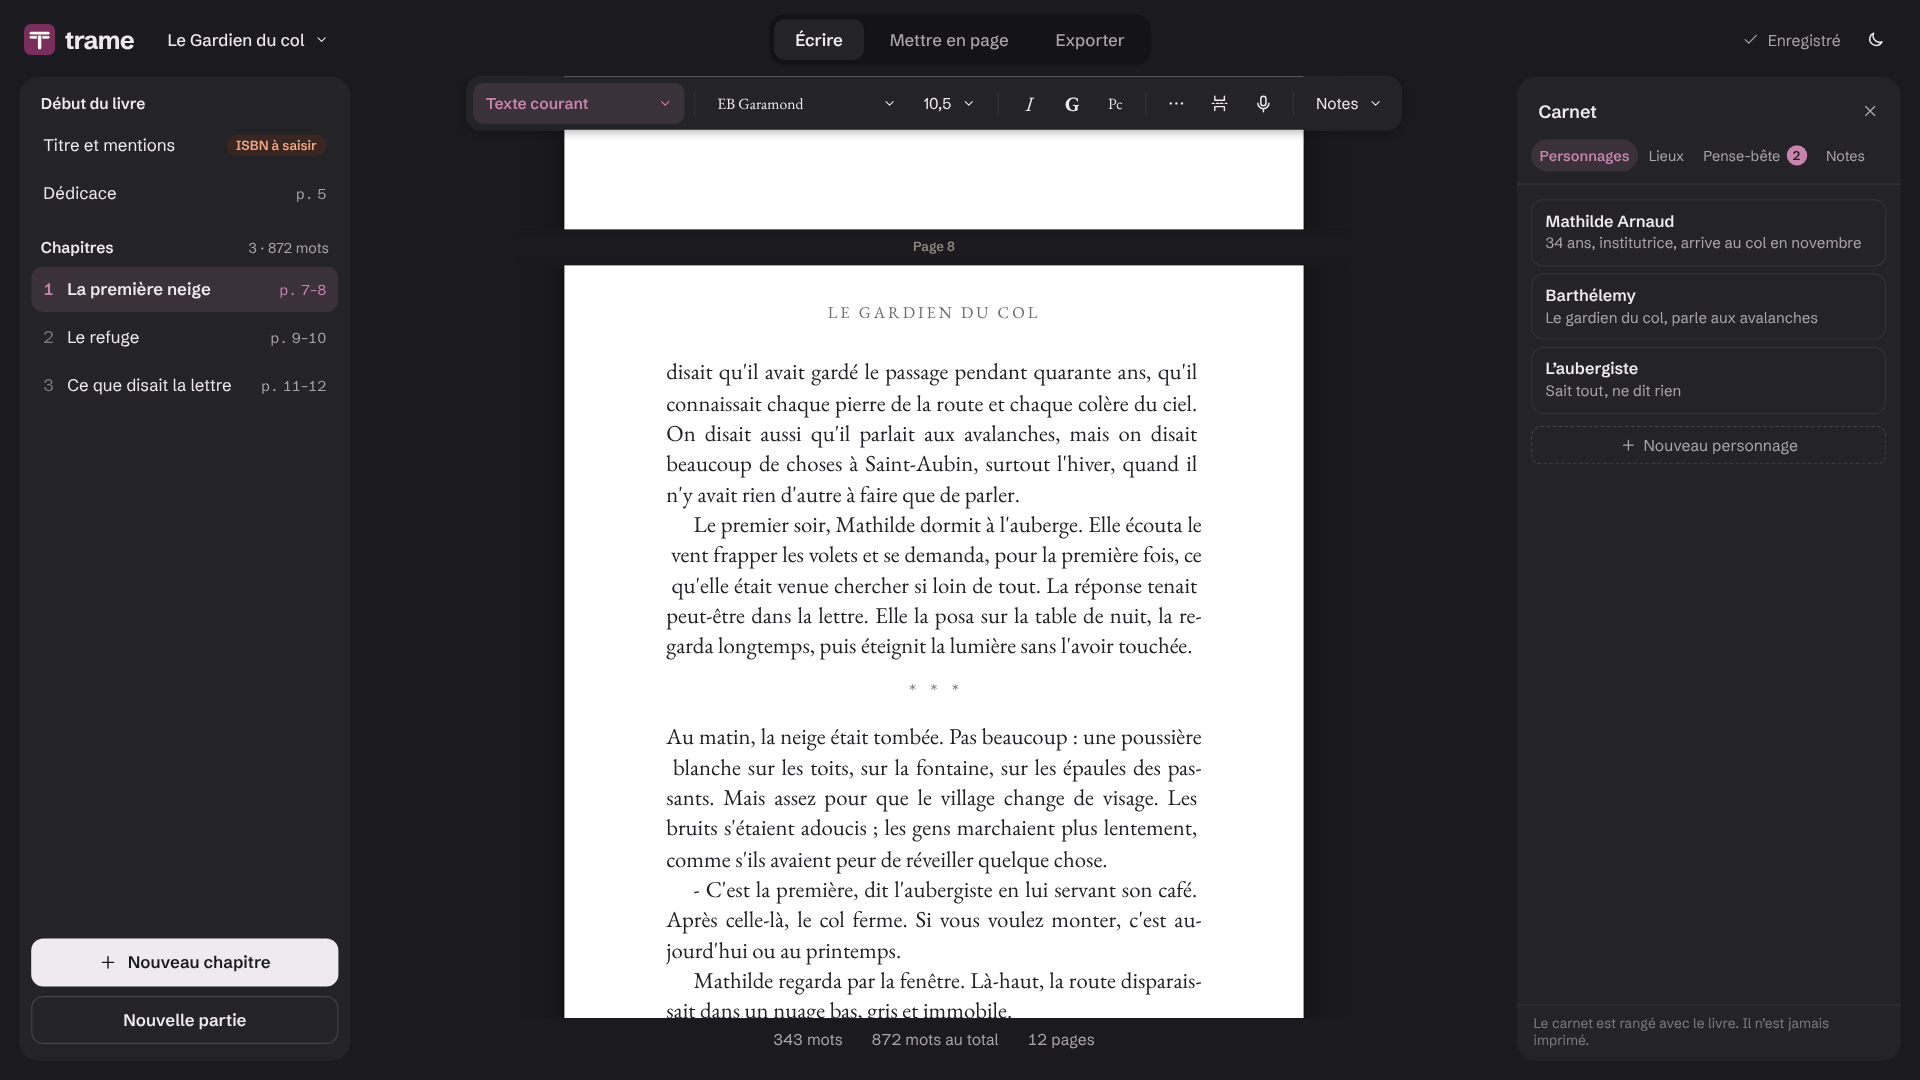 trame
Le Gardien du col
Écrire
Mettre en page
Exporter
Enregistré
Début du livre
Titre et mentions
ISBN à saisir
Dédicace
p. 5
Chapitres
3 · 872 mots
1 La première neige p. 7-8
2 Le refuge p. 9-10
3 Ce que disait la lettre p. 11-12
Nouveau chapitre
Nouvelle partie
Texte courant
EB Garamond
10,5
I
G
Pc
Notes
Page 8
LE GARDIEN DU COL
disait qu'il avait gardé le passage pendant quarante ans, qu'il
connaissait chaque pierre de la route et chaque colère du ciel.
On disait aussi qu'il parlait aux avalanches, mais on disait
beaucoup de choses à Saint-Aubin, surtout l'hiver, quand il
n'y avait rien d'autre à faire que de parler.
Le premier soir, Mathilde dormit à l'auberge. Elle écouta le
vent frapper les volets et se demanda, pour la première fois, ce
qu'elle était venue chercher si loin de tout. La réponse tenait
peut-être dans la lettre. Elle la posa sur la table de nuit, la re-
garda longtemps, puis éteignit la lumière sans l'avoir touchée.
* * *
Au matin, la neige était tombée. Pas beaucoup : une poussière
blanche sur les toits, sur la fontaine, sur les épaules des pas-
sants. Mais assez pour que le village change de visage. Les
bruits s'étaient adoucis ; les gens marchaient plus lentement,
comme s'ils avaient peur de réveiller quelque chose.
- C'est la première, dit l'aubergiste en lui servant son café.
Après celle-là, le col ferme. Si vous voulez monter, c'est au-
jourd'hui ou au printemps.
Mathilde regarda par la fenêtre. Là-haut, la route disparais-
sait dans un nuage bas, gris et immobile.
343 mots
872 mots au total
12 pages
Carnet
Personnages
Lieux
Pense-bête 2
Notes
Mathilde Arnaud
34 ans, institutrice, arrive au col en novembre
Barthélemy
Le gardien du col, parle aux avalanches
L’aubergiste
Sait tout, ne dit rien
Nouveau personnage
Le carnet est rangé avec le livre. Il n’est jamais
imprimé.